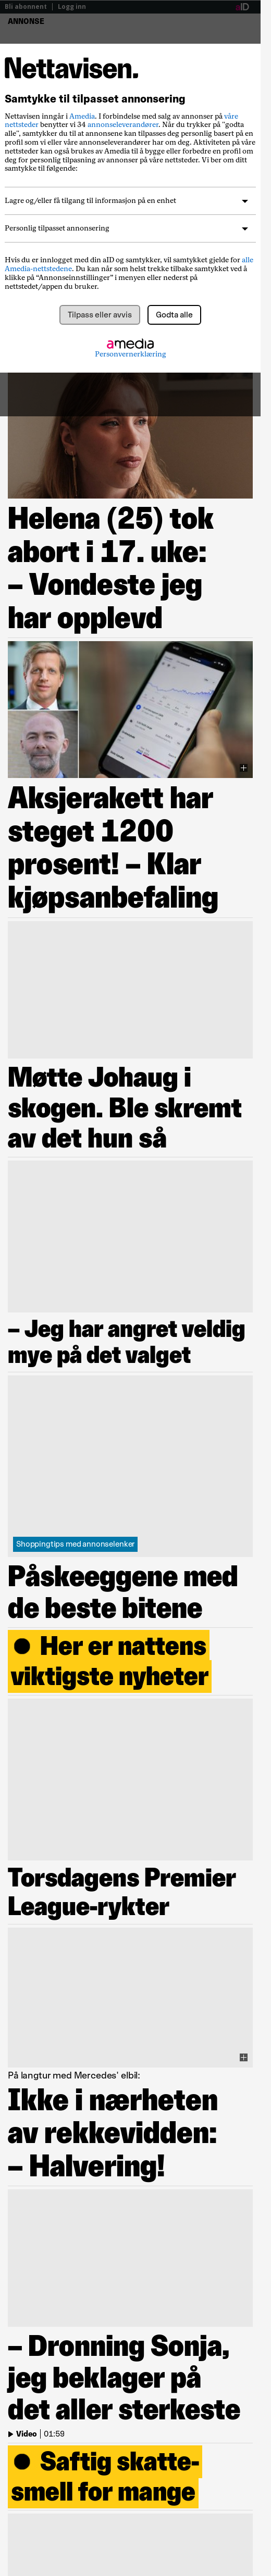 Bli abonnent | Logg inn
aID
ANNONSE
Nettavisen.
Samtykke til tilpasset annonsering
Nettavisen inngår i Amedia. I forbindelse med salg av annonser på våre
nettsteder benytter vi 34 annonseleverandører. Når du trykker på "godta
alle", samtykker du til at annonsene kan tilpasses deg personlig basert på en
profil som vi eller våre annonseleverandører har om deg. Aktiviteten på våre
nettsteder kan også brukes av Amedia til å bygge eller forbedre en profil om
deg for personlig tilpasning av annonser på våre nettsteder. Vi ber om ditt
samtykke til følgende:
Lagre og/eller få tilgang til informasjon på en enhet
Personlig tilpasset annonsering
Hvis du er innlogget med din aID og samtykker, vil samtykket gjelde for alle
Amedia-nettstedene. Du kan når som helst trekke tilbake samtykket ved å
klikke på "Annonseinnstillinger" i menyen eller nederst på
nettstedet/appen du bruker.
Tilpass eller avvis
Godta alle
amedia
Personvernerklæring
Helena (25) tok
abort i 17. uke:
– Vondeste jeg
har opplevd
Aksjerakett har
steget 1200
prosent! – Klar
kjøpsanbefaling
Møtte Johaug i
skogen. Ble skremt
av det hun så
– Jeg har angret veldig
mye på det valget
Shoppingtips med annonselenker
Påskeeggene med
de beste bitene
● Her er nattens
viktigste nyheter
Torsdagens Premier
League-rykter
På langtur med Mercedes' elbil:
Ikke i nærheten
av rekkevidden:
– Halvering!
– Dronning Sonja,
jeg beklager på
det aller sterkeste
Video | 01:59
● Saftig skatte-
smell for mange